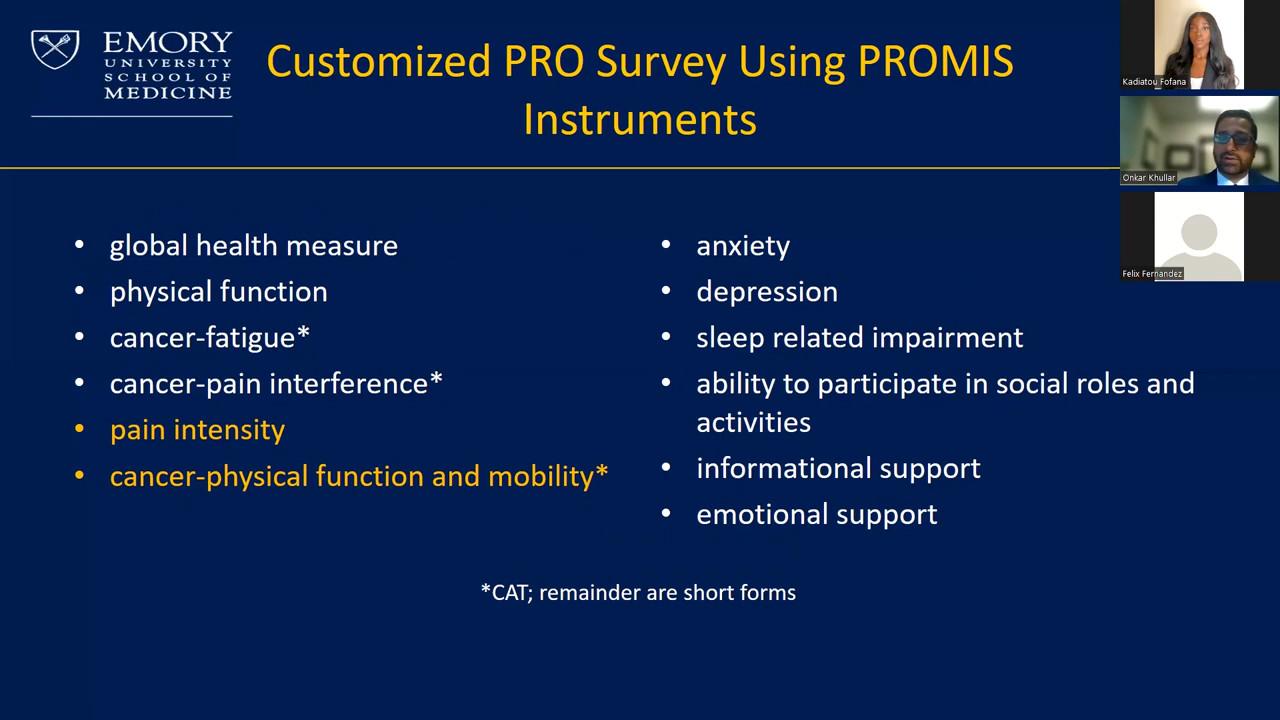 EMORY
UNIVERSITY
SCHOOL OF
MEDICINE
Customized PRO Survey Using PROMIS
Instruments
• global health measure
• physical function
• cancer-fatigue*
• cancer-pain interference*
• pain intensity
• cancer-physical function and mobility*
• anxiety
• depression
• sleep related impairment
• ability to participate in social roles and
activities
• informational support
• emotional support
*CAT; remainder are short forms
Kadiatou Fofana
Onkar Khullar
Felix Fernandez